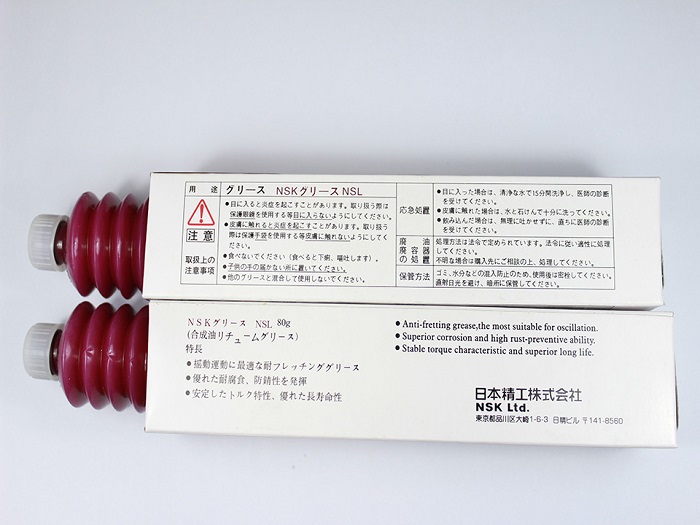 用 途 グリース NSKグリース NSL
注意
取扱上の
注意事項
●目に入ると炎症を起こすことがあります。取り扱う際は
保護眼鏡を使用する等目に入らないようにしてください。
●皮膚に触れると炎症を起こすことがあります。取り扱う
際は保護手袋を使用する等皮膚に触れないようにしてください。
●食べないでください(食べると下痢、嘔吐します)。
●子供の手の届かない所に置いてください。
●他のグリースと混合して使用しないでください。
応急処置
●目に入った場合は、清浄な水で15分間洗浄し、医師の診断
を受けてください。
●皮膚に触れた場合は、水と石けんで十分に洗ってください。
●飲み込んだ場合は、無理に吐かせずに、直ちに医師の診断
を受けてください。
廃油
廃容器
の処置
処理方法は法令で定められています。法令に従い適性に処理
してください。
不明な場合は購入先にご相談の上、処理してください。
保管方法
ゴミ、水分などの混入防止のため、使用後は密栓してください。
直射日光を避け、暗所に保管してください。
NSKグリース NSL 80g
(合成油リチュームグリース)
特長
●揺動運動に最適な耐フレッチンググリース
●優れた耐腐食、防錆性を発揮
●安定したトルク特性、優れた長寿命性
●Anti-fretting grease,the most suitable for oscillation.
●Superior corrosion and high rust-preventive ability.
●Stable torque characteristic and superior long life.
日本精工株式会社
NSK Ltd.
東京都品川区大崎1-6-3 日精ビル 〒141-8560